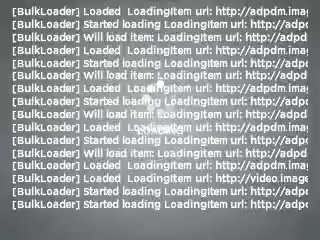 [BulkLoader] Loaded LoadingItem url: http://adpdm.imag
[BulkLoader] Started loading LoadingItem url: http://adpd
[BulkLoader] Will load item: LoadingItem url: http://adpd
[BulkLoader] Loaded LoadingItem url: http://adpdm.imag
[BulkLoader] Started loading LoadingItem url: http://adpd
[BulkLoader] Will load item: LoadingItem url: http://adpd
[BulkLoader] Loaded LoadingItem url: http://adpdm.imag
[BulkLoader] Started loading LoadingItem url: http://adpd
[BulkLoader] Will load item: LoadingItem url: http://adpd
[BulkLoader] Loaded LoadingItem url: http://adpdm.imag
LOADING
[BulkLoader] Started loading LoadingItem url: http://adpd
[BulkLoader] Will load item: LoadingItem url: http://adpd
[BulkLoader] Loaded LoadingItem url: http://adpdm.imag
[BulkLoader] Loaded LoadingItem url: http://video.image
[BulkLoader] Started loading LoadingItem url: http://adpd
[BulkLoader] Started loading LoadingItem url: http://adpd